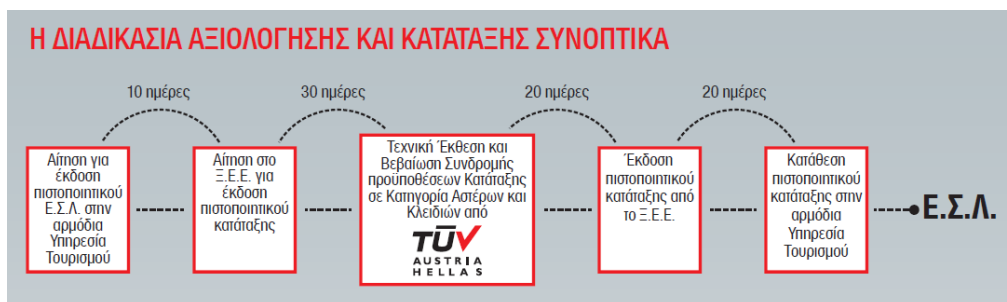 Η ΔΙΑΔΙΚΑΣΙΑ ΑΞΙΟΛΟΓΗΣΗΣ ΚΑΙ ΚΑΤΑΤΑΞΗΣ ΣΥΝΟΠΤΙΚΑ
10 ημέρες
30 ημέρες
20 ημέρες
20 ημέρες
Αίτηση για
έκδοση
πιστοποιητικού
Ε.Σ.Λ. στην
αρμόδια
Υπηρεσία
Τουρισμού
Αίτηση στο
Ξ.Ε.Ε. για
έκδοση
πιστοποιητικού
κατάταξης
Τεχνική Έκθεση και
Βεβαίωση Συνδρομής
προϋποθέσεων Κατάταξης
σε Κατηγορία Αστέρων και
Κλειδιών από
TÜV
AUSTRIA
HELLAS
Έκδοση
πιστοποιητικού
κατάταξης από
το Ξ.Ε.Ε.
Κατάθεση
πιστοποιητικού
κατάταξης στην
αρμόδια
Υπηρεσία
Τουρισμού
Ε.Σ.Λ.